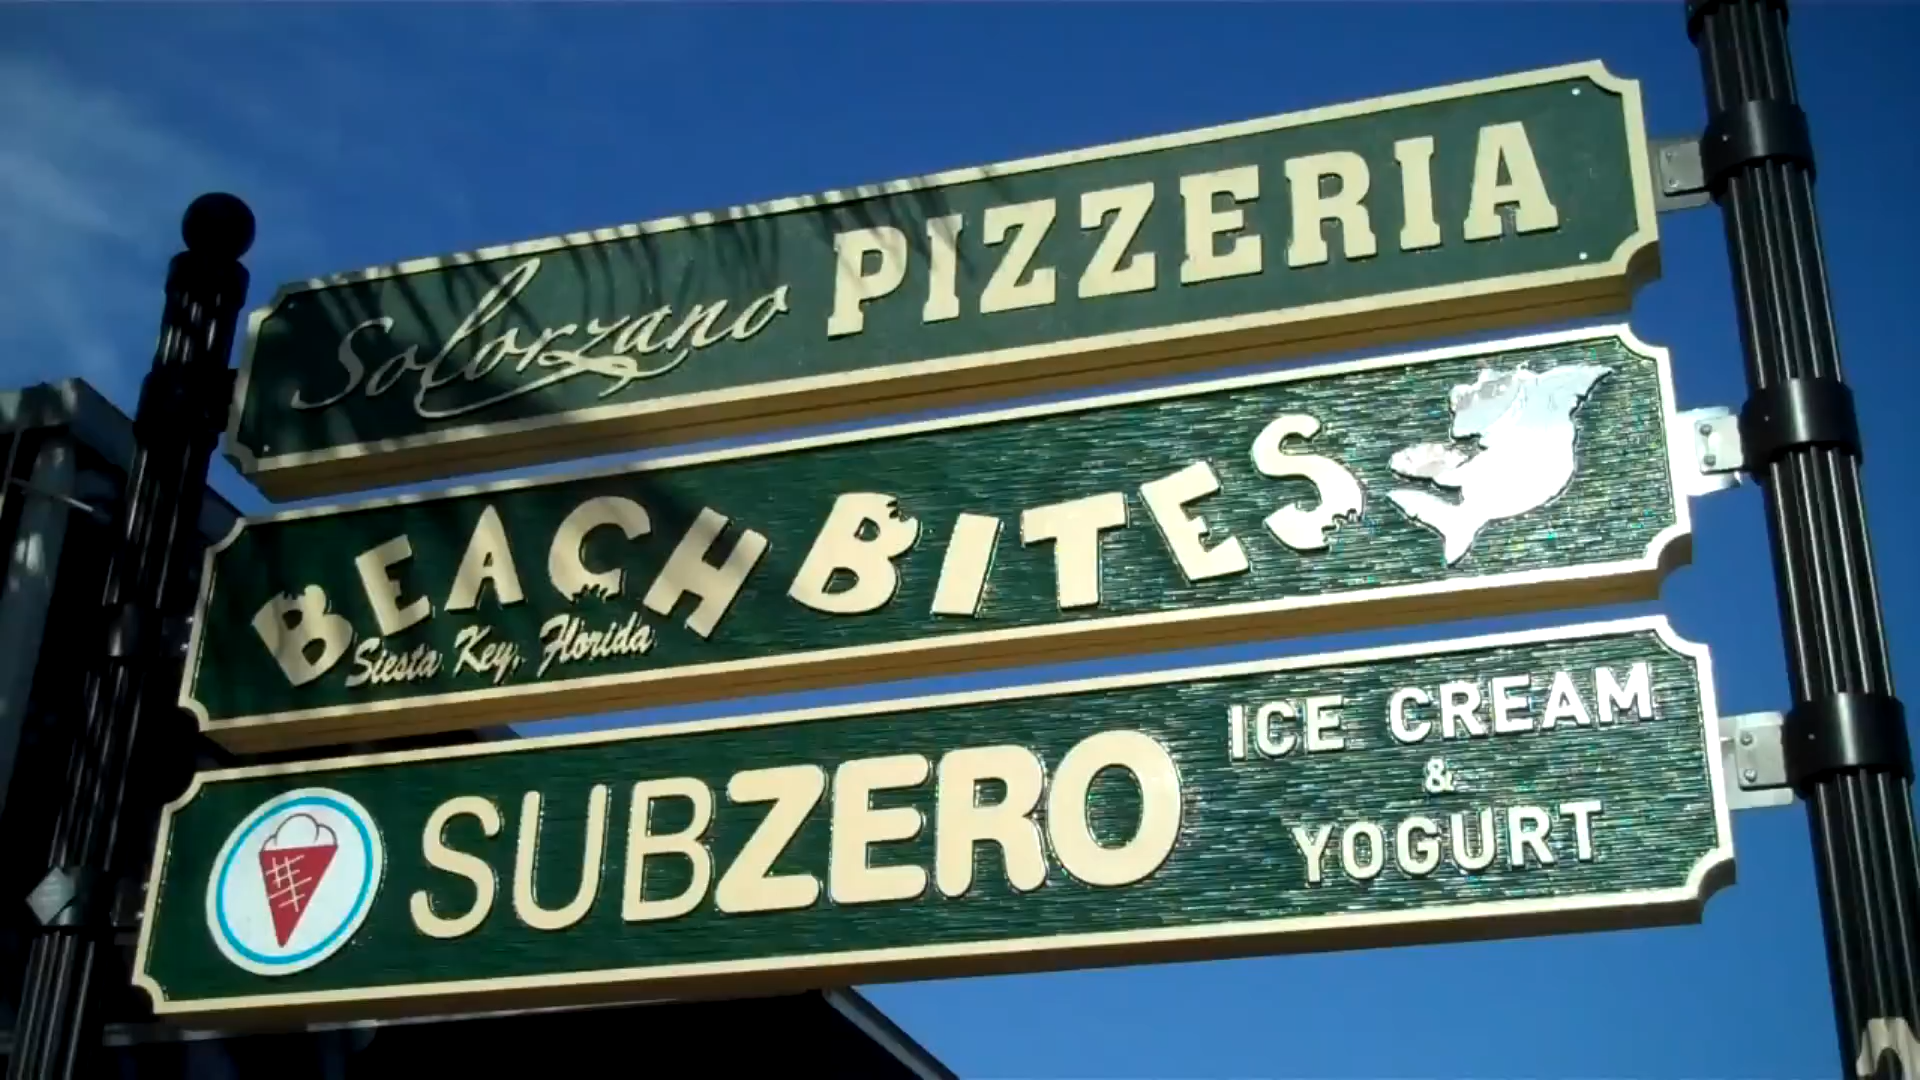 Solorzano PIZZERIA
BEACH BITES
Siesta Key, Florida
SUBZERO
ICE CREAM
&
YOGURT